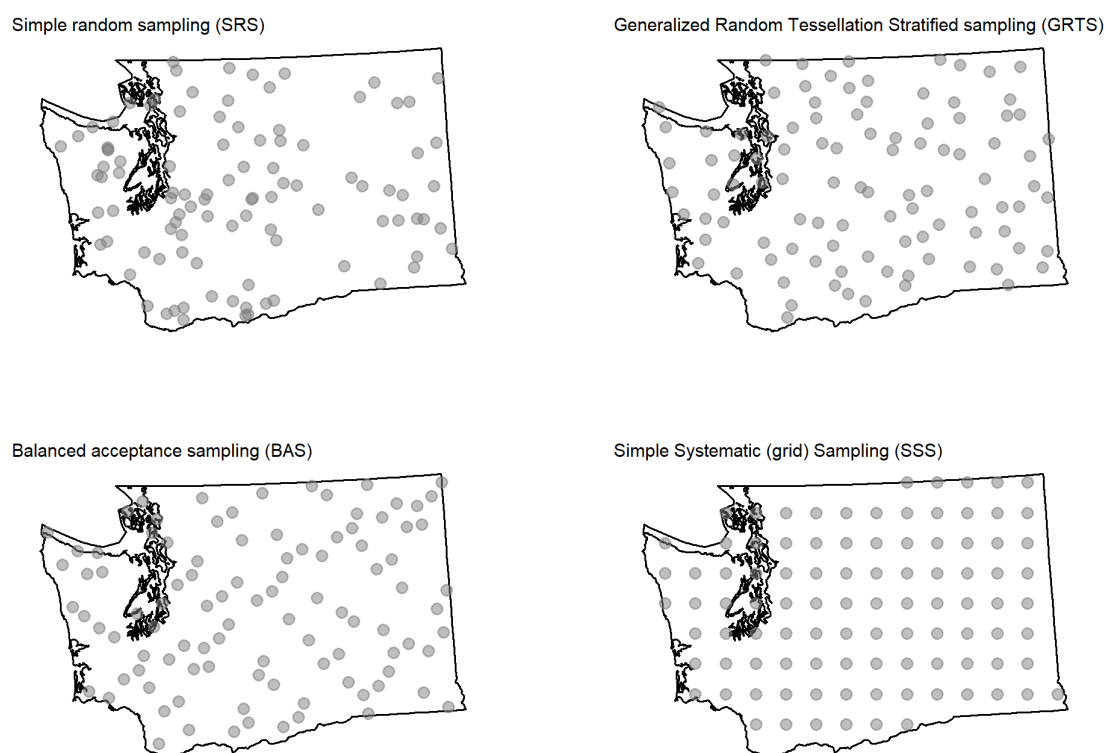 Simple random sampling (SRS)
Generalized Random Tessellation Stratified sampling (GRTS)
Balanced acceptance sampling (BAS)
Simple Systematic (grid) Sampling (SSS)